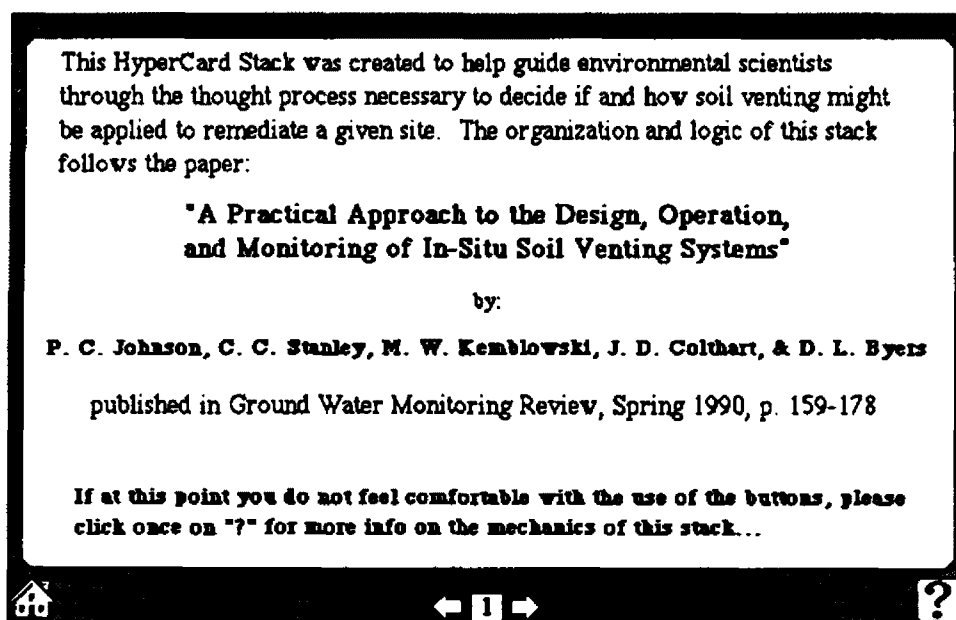 This HyperCard Stack was created to help guide environmental scientists
through the thought process necessary to decide if and how soil venting might
be applied to remediate a given site.  The organization and logic of this stack
follows the paper:
"A Practical Approach to the Design, Operation,
and Monitoring of In-Situ Soil Venting Systems"
by:
P. C. Johnson, C. C. Stanley, M. W. Kemblowski, J. D. Colthart, & D. L. Byers
published in Ground Water Monitoring Review, Spring 1990, p. 159-178
If at this point you do not feel comfortable with the use of the buttons, please
click once on "?" for more info on the mechanics of this stack...
1 ?